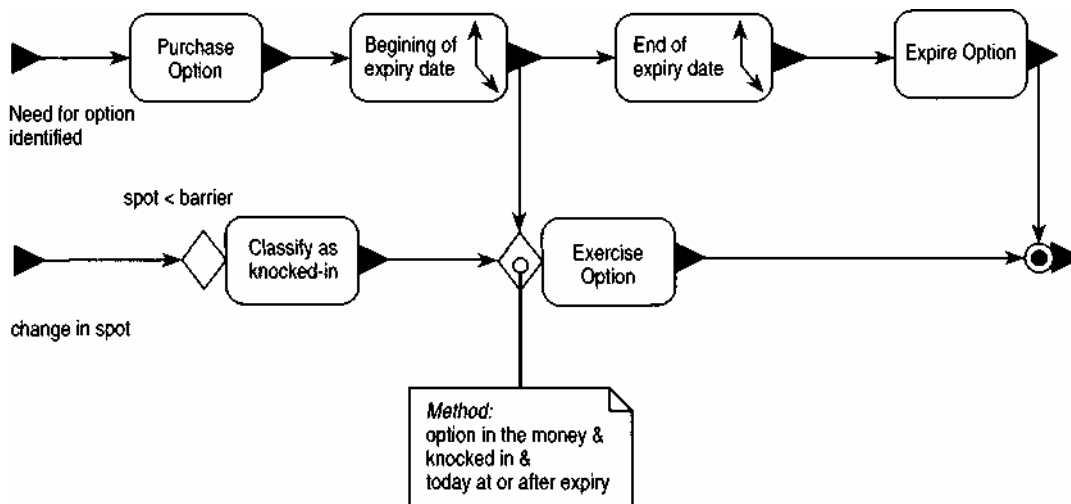 Purchase
Option
Begining of
expiry date
End of
expiry date
Expire Option
Need for option
identified
spot < barrier
Classify as
knocked-in
Exercise
Option
change in spot
Method:
option in the money &
knocked in &
today at or after expiry